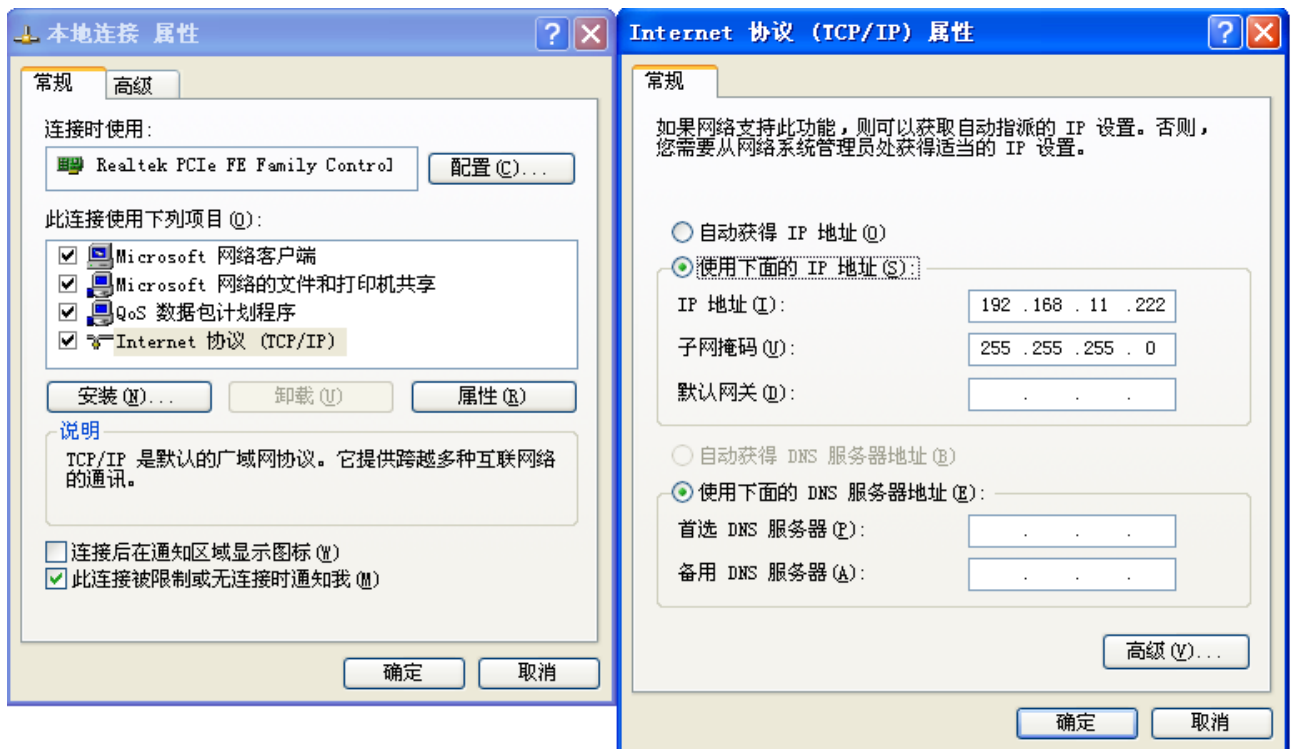 本地连接 属性
常规
高级
连接时使用:
Realtek PCIe FE Family Control
配置(C)...
此连接使用下列项目(O):
Microsoft 网络客户端
Microsoft 网络的文件和打印机共享
QoS 数据包计划程序
Internet 协议 (TCP/IP)
安装(N)...
卸载(U)
属性(R)
说明
TCP/IP 是默认的广域网协议。它提供跨越多种互联网络
的通讯。
连接后在通知区域显示图标(W)
此连接被限制或无连接时通知我(M)
确定
取消
Internet 协议 (TCP/IP) 属性
常规
如果网络支持此功能,则可以获取自动指派的 IP 设置。否则,
您需要从网络系统管理员处获得适当的 IP 设置。
自动获得 IP 地址(O)
使用下面的 IP 地址(S):
IP 地址(I):
192 .168 . 11 .222
子网掩码(U):
255 .255 .255 . 0
默认网关(D):
. . .
自动获得 DNS 服务器地址(B)
使用下面的 DNS 服务器地址(E):
首选 DNS 服务器(P):
. . .
备用 DNS 服务器(A):
. . .
高级(V)...
确定
取消